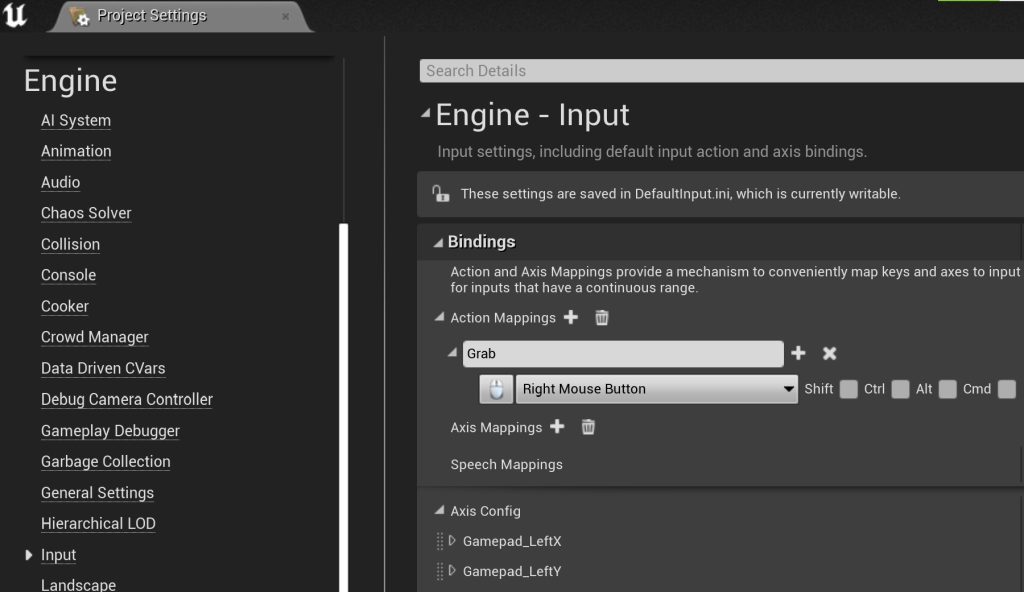 Project Settings
Engine
AI System
Animation
Audio
Chaos Solver
Collision
Console
Cooker
Crowd Manager
Data Driven CVars
Debug Camera Controller
Gameplay Debugger
Garbage Collection
General Settings
Hierarchical LOD
Input
Landscape
Search Details
Engine - Input
Input settings, including default input action and axis bindings.
These settings are saved in DefaultInput.ini, which is currently writable.
Bindings
Action and Axis Mappings provide a mechanism to conveniently map keys and axes to input
for inputs that have a continuous range.
Action Mappings
Grab
Right Mouse Button Shift Ctrl Alt Cmd
Axis Mappings
Speech Mappings
Axis Config
Gamepad_LeftX
Gamepad_LeftY